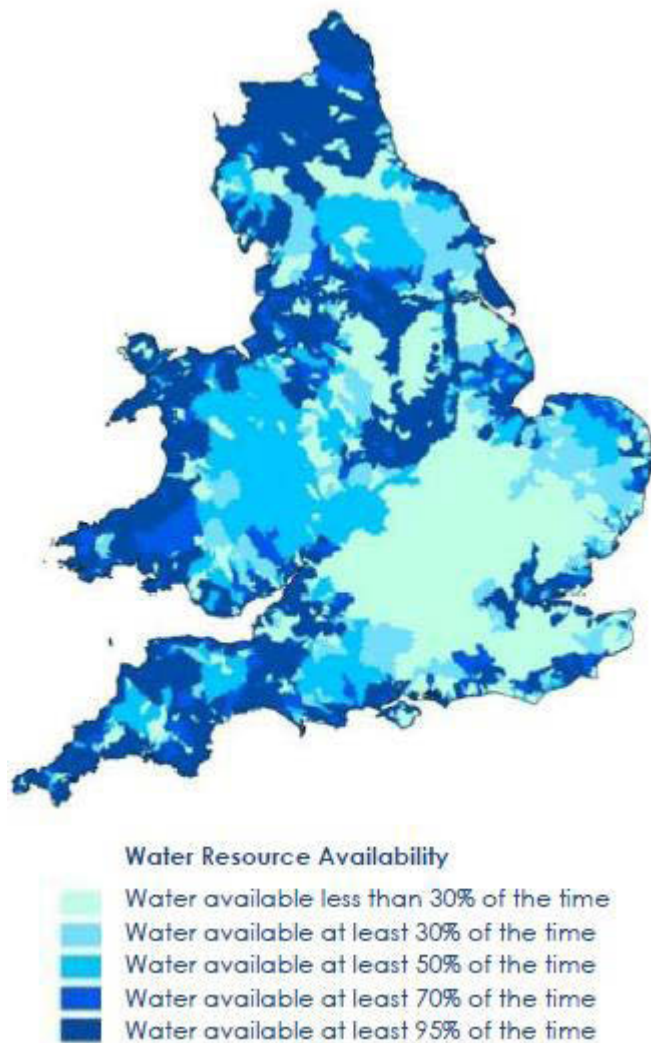 Water Resource Availability
Water available less than 30% of the time
Water available at least 30% of the time
Water available at least 50% of the time
Water available at least 70% of the time
Water available at least 95% of the time